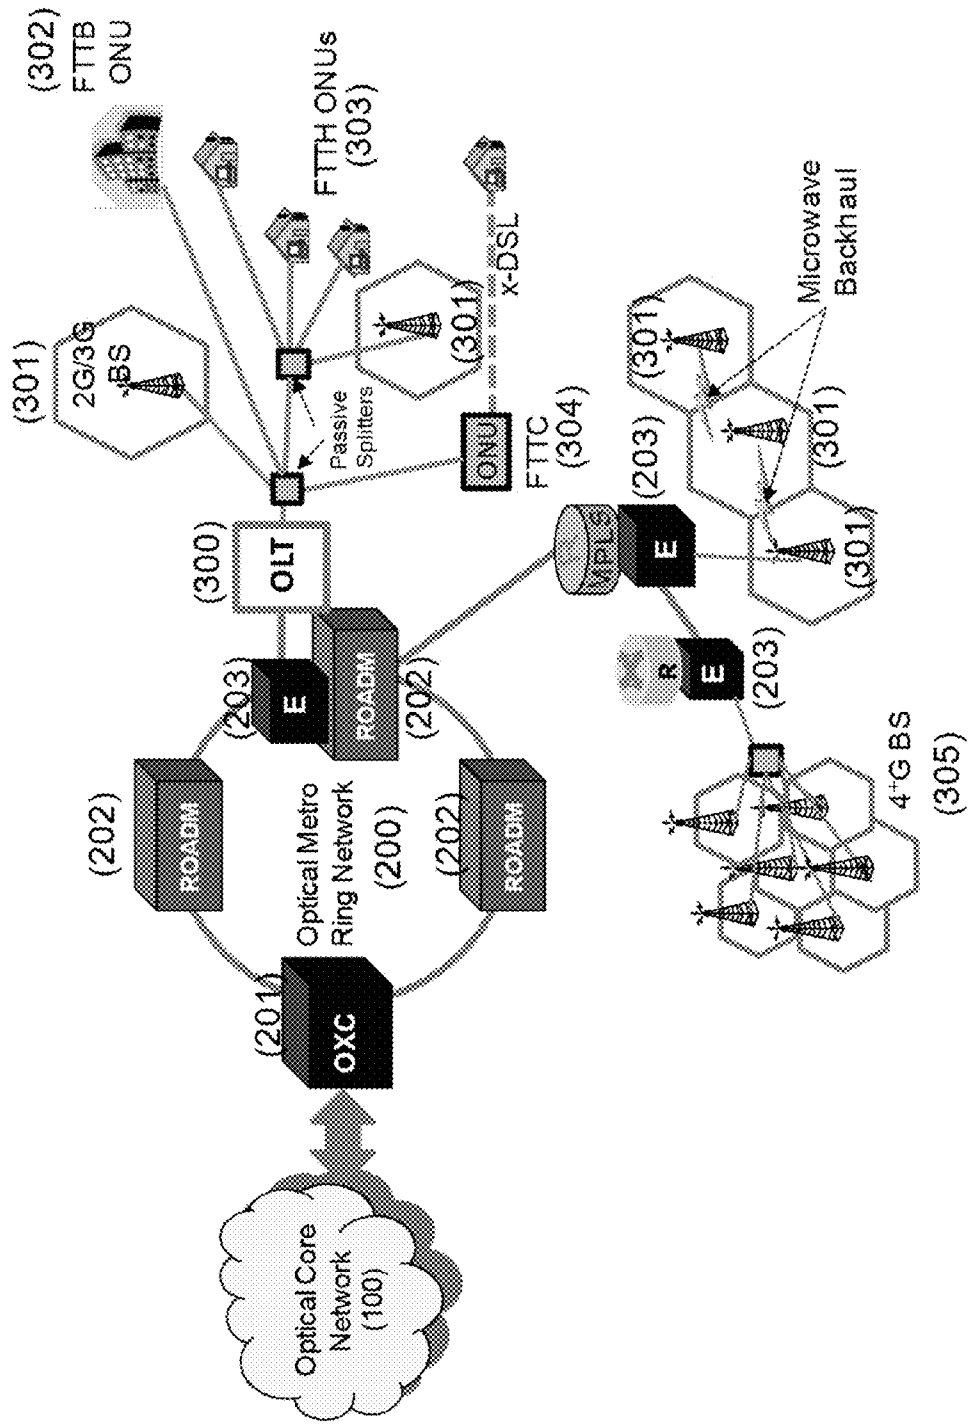 (302)
FTTB
ONU
(301)
2G/3G
BS
FTTH ONUs
(303)
(300)
OLT
Passive
Splitters
(301)
x-DSL
ONU
FTTC
(304)
(202)
ROADM
(203)
E
ROADM
(202)
Optical Metro
Ring Network
(200)
(202)
ROADM
(201)
OXC
Optical Core
Network
(100)
MPLS
E
(203)
R
E
(203)
(301)
(301)
(301)
Microwave
Backhaul
4+G BS
(305)